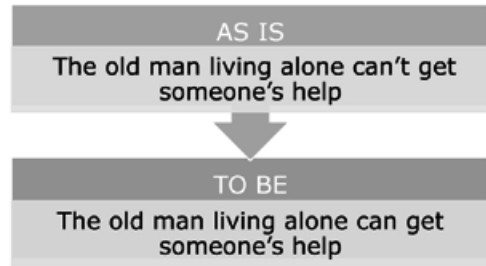 AS IS
The old man living alone can't get
someone's help
TO BE
The old man living alone can get
someone's help